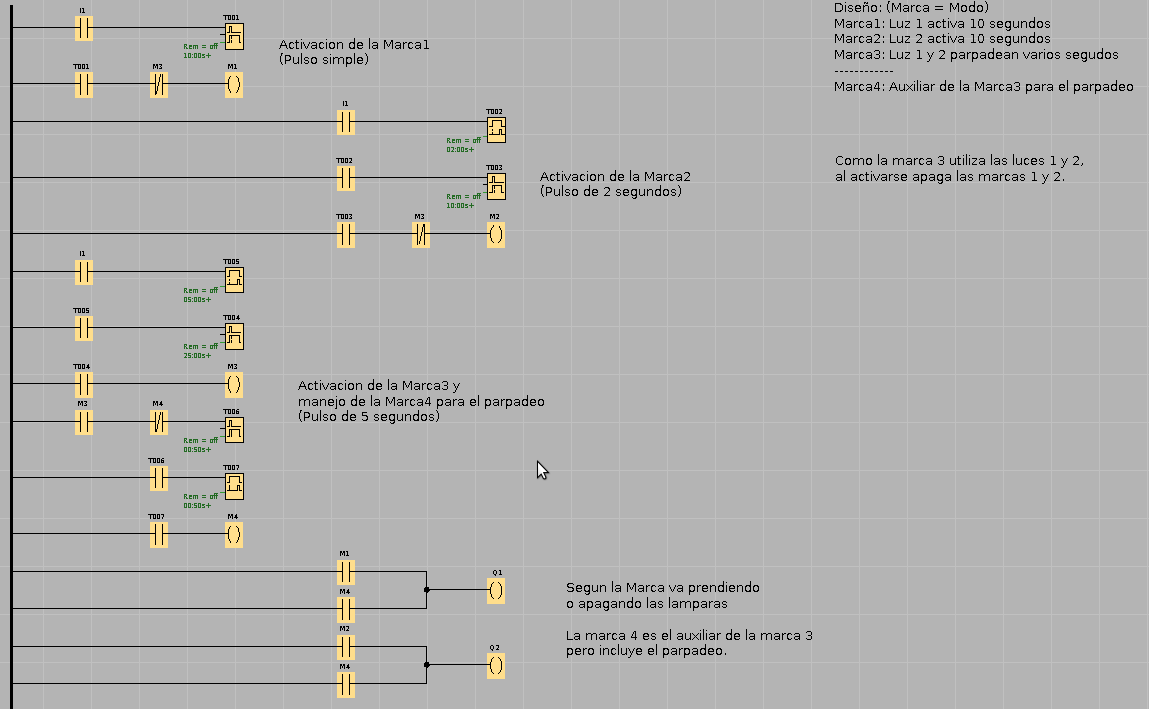 Diseño: (Marca = Modo)
Marca1: Luz 1 activa 10 segundos
Marca2: Luz 2 activa 10 segundos
Marca3: Luz 1 y 2 parpadean varios segudos
------------
Marca4: Auxiliar de la Marca3 para el parpadeo
Como la marca 3 utiliza las luces 1 y 2,
al activarse apaga las marcas 1 y 2.
I1
T001
Rem = off
10:00s+
Activacion de la Marca1
(Pulso simple)
T001
M3
M1
I1
T002
Rem = off
02:00s+
T002
T003
Rem = off
10:00s+
Activacion de la Marca2
(Pulso de 2 segundos)
T003
M3
M2
I1
T005
Rem = off
05:00s+
T005
T004
Rem = off
25:00s+
T004
M3
Activacion de la Marca3 y
manejo de la Marca4 para el parpadeo
(Pulso de 5 segundos)
M3
M4
T006
Rem = off
00:50s+
T006
T007
Rem = off
00:50s+
T007
M4
M1
Q1
M4
Segun la Marca va prendiendo
o apagando las lamparas
M2
Q2
M4
La marca 4 es el auxiliar de la marca 3
pero incluye el parpadeo.